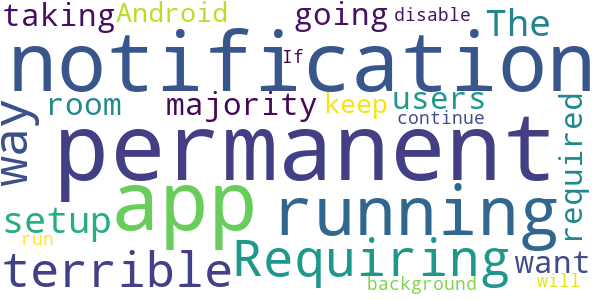 taking
Android
going
disable
The
notification
If
way
room
majority
keep
users
continue
required
permanent
app
running
setup
Requiring
want
run
terrible
background
will